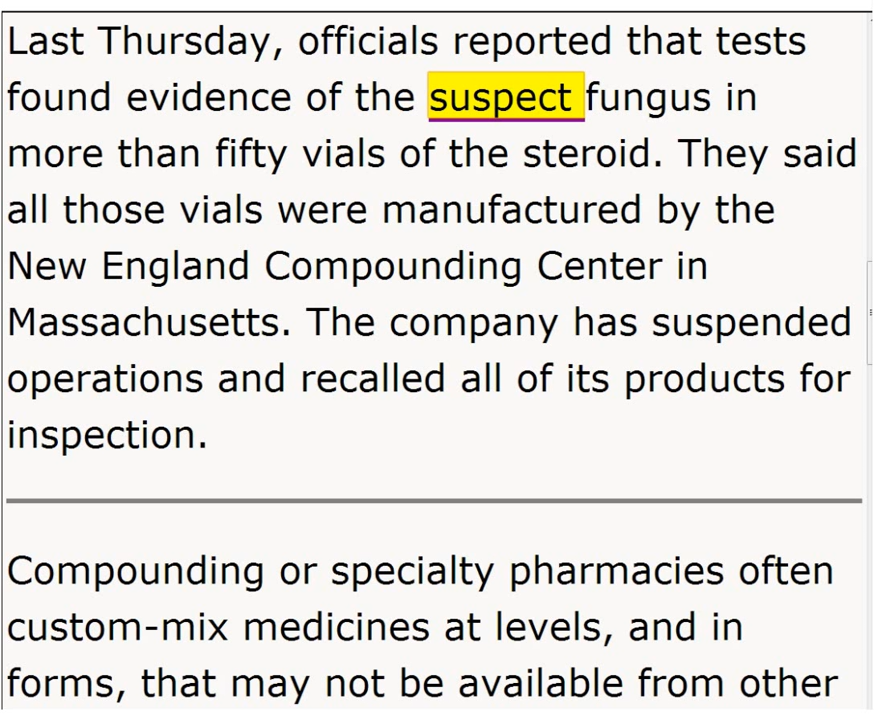 Last Thursday, officials reported that tests
found evidence of the suspect fungus in
more than fifty vials of the steroid. They said
all those vials were manufactured by the
New England Compounding Center in
Massachusetts. The company has suspended
operations and recalled all of its products for
inspection.
Compounding or specialty pharmacies often
custom-mix medicines at levels, and in
forms, that may not be available from other